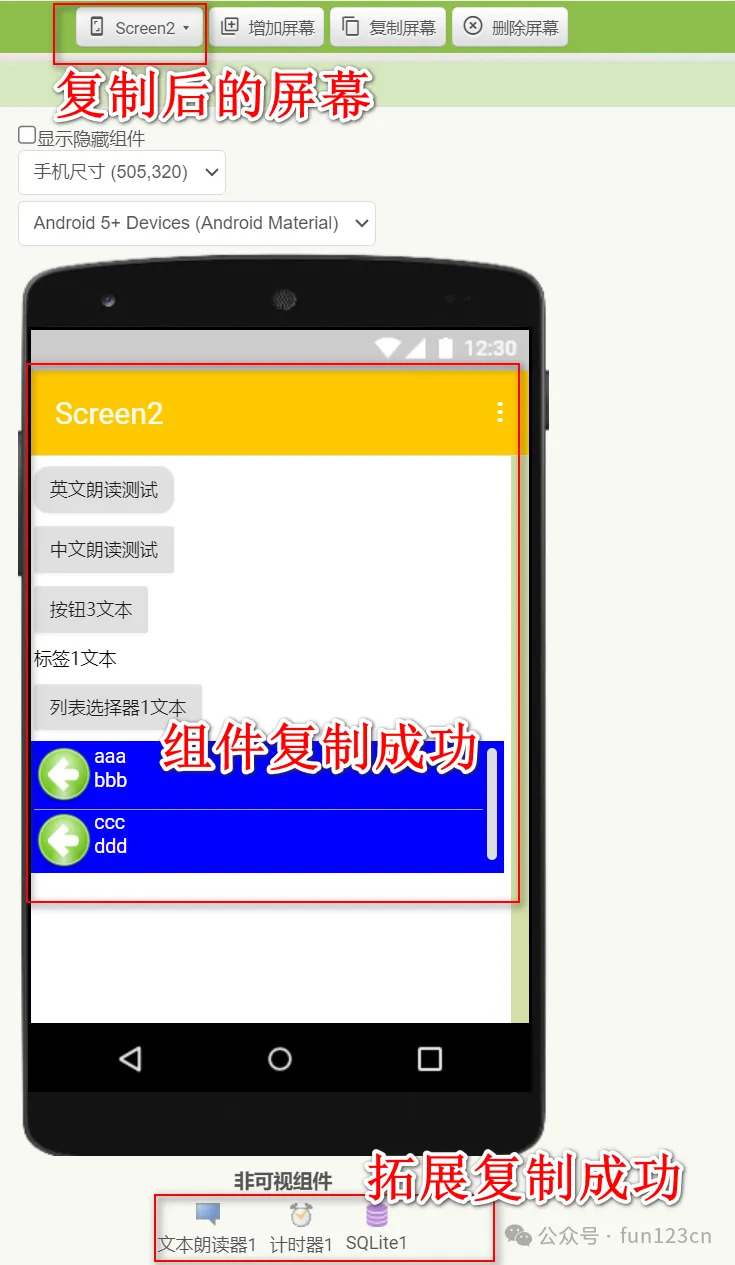 Screen2 增加屏幕 复制屏幕 删除屏幕
复制后的屏幕
显示隐藏组件
手机尺寸 (505,320)
Android 5+ Devices (Android Material)
12:30
Screen2
英文朗读测试
中文朗读测试
按钮3文本
标签1文本
列表选择器1文本
组件复制成功
aaa
bbb
ccc
ddd
非可视组件
拓展复制成功
文本朗读器1 计时器1 SQLite1
公众号 · fun123cn